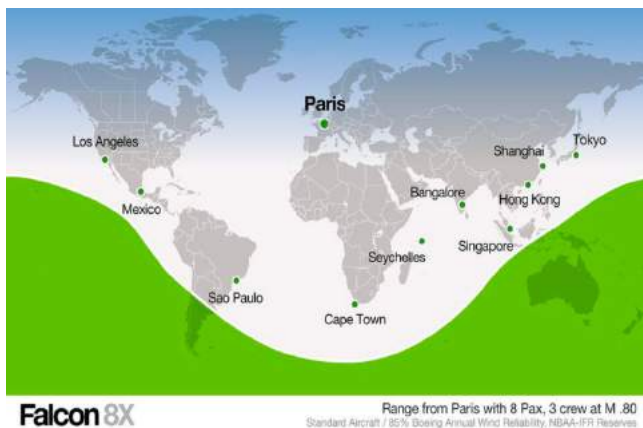 Paris
Los Angeles
Tokyo
Shanghai
Mexico
Bangalore
Hong Kong
Seychelles
Singapore
Sao Paulo
Cape Town
Falcon 8X
Range from Paris with 8 Pax, 3 crew at M .80
Standard Aircraft / 85% Boeing Annual Wind Reliability, NBAA-IFR Reserves